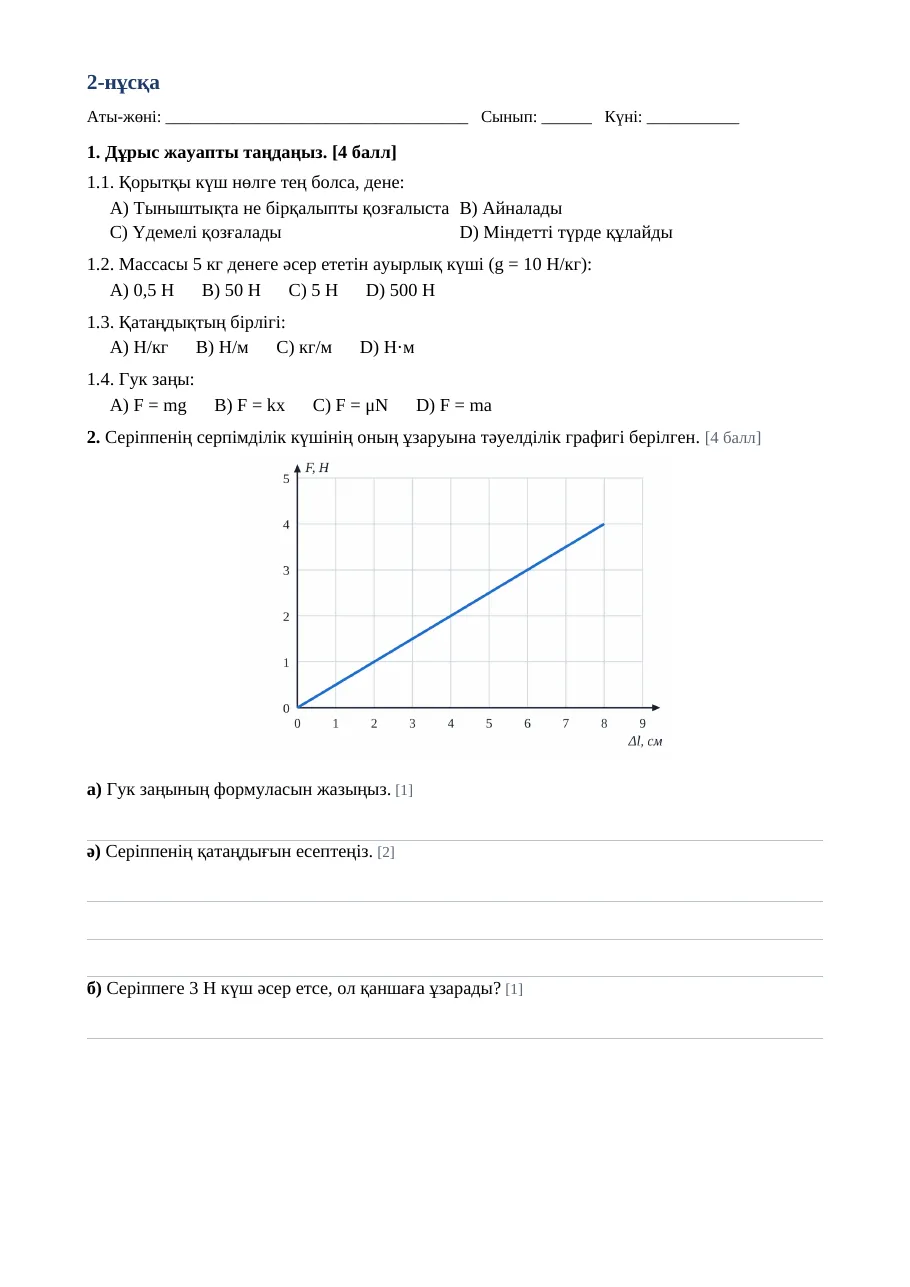 2-нұсқа
Аты-жөні: ____________________________________ Сынып: ______ Күні: ___________
1. Дұрыс жауапты таңдаңыз. [4 балл]
1.1. Қорытқы күш нөлге тең болса, дене:
A) Тыныштықта не бірқалыпты қозғалыста B) Айналады
C) Үдемелі қозғалады D) Міндетті түрде құлайды
1.2. Массасы 5 кг денеге әсер ететін ауырлық күші (g = 10 Н/кг):
A) 0,5 Н B) 50 Н C) 5 Н D) 500 Н
1.3. Қатаңдықтың бірлігі:
A) Н/кг B) Н/м C) кг/м D) Н·м
1.4. Гук заңы:
A) F = mg B) F = kx C) F = μN D) F = ma
2. Серіппенің серпімділік күшінің оның ұзаруына тәуелділік графигі берілген. [4 балл]
F, Н
5
4
3
2
1
0
0 1 2 3 4 5 6 7 8 9
Δl, см
а) Гук заңының формуласын жазыңыз. [1]
ә) Серіппенің қатаңдығын есептеңіз. [2]
б) Серіппеге 3 Н күш әсер етсе, ол қаншаға ұзарады? [1]